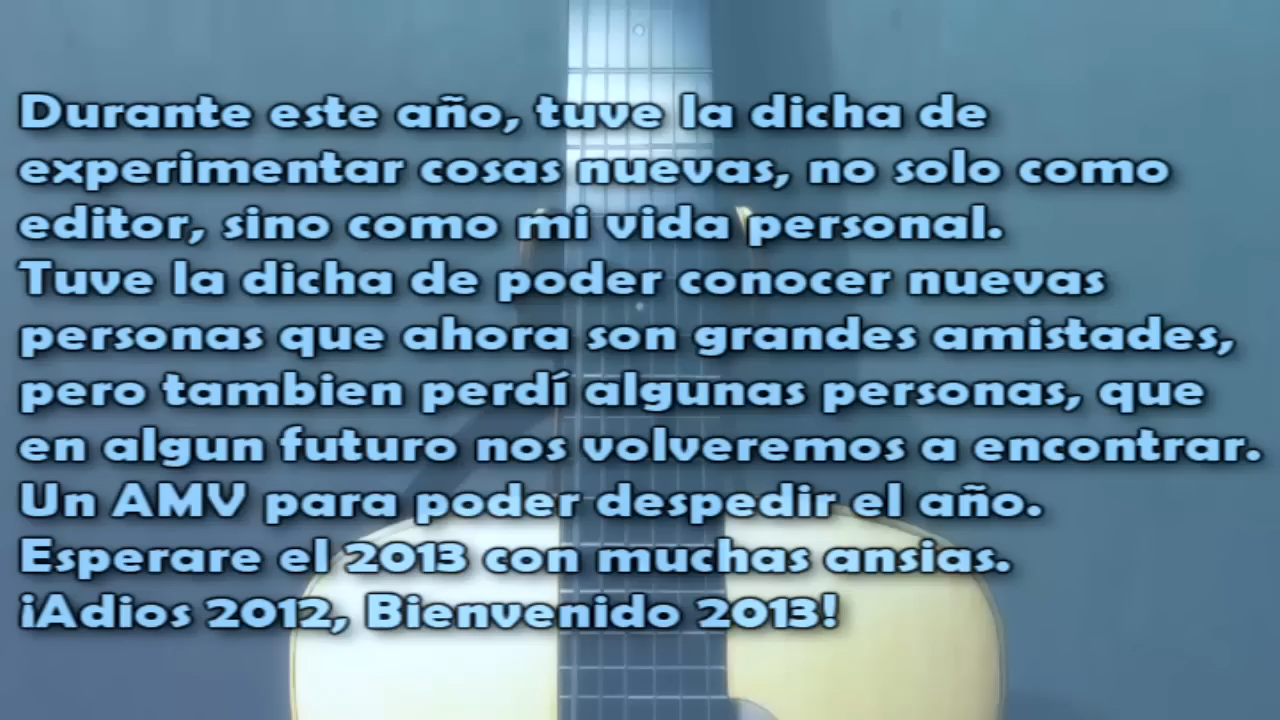 Durante este año, tuve la dicha de
experimentar cosas nuevas, no solo como
editor, sino como mi vida personal.
Tuve la dicha de poder conocer nuevas
personas que ahora son grandes amistades,
pero tambien perdí algunas personas, que
en algun futuro nos volveremos a encontrar.
Un AMV para poder despedir el año.
Esperare el 2013 con muchas ansias.
¡Adios 2012, Bienvenido 2013!